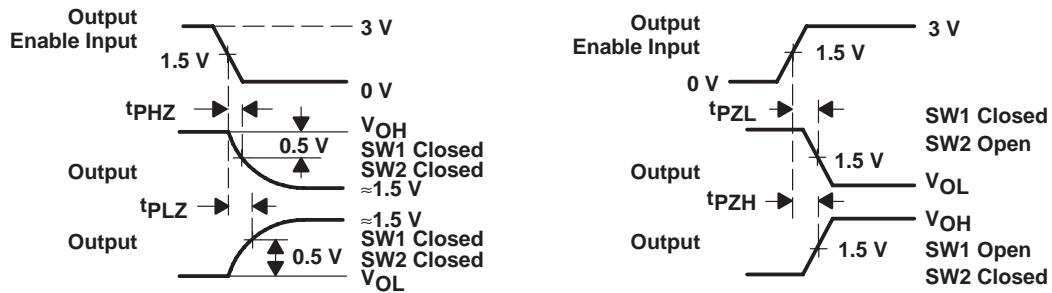 Output
Enable Input
3 V
1.5 V
0 V
tPHZ
VOH
0.5 V
SW1 Closed
SW2 Closed
Output
≈1.5 V
tPLZ
≈1.5 V
SW1 Closed
Output
0.5 V
SW2 Closed
VOL
Output
Enable Input
3 V
1.5 V
0 V
tPZL
SW1 Closed
SW2 Open
1.5 V
Output
VOL
tPZH
VOH
Output
1.5 V
SW1 Open
SW2 Closed